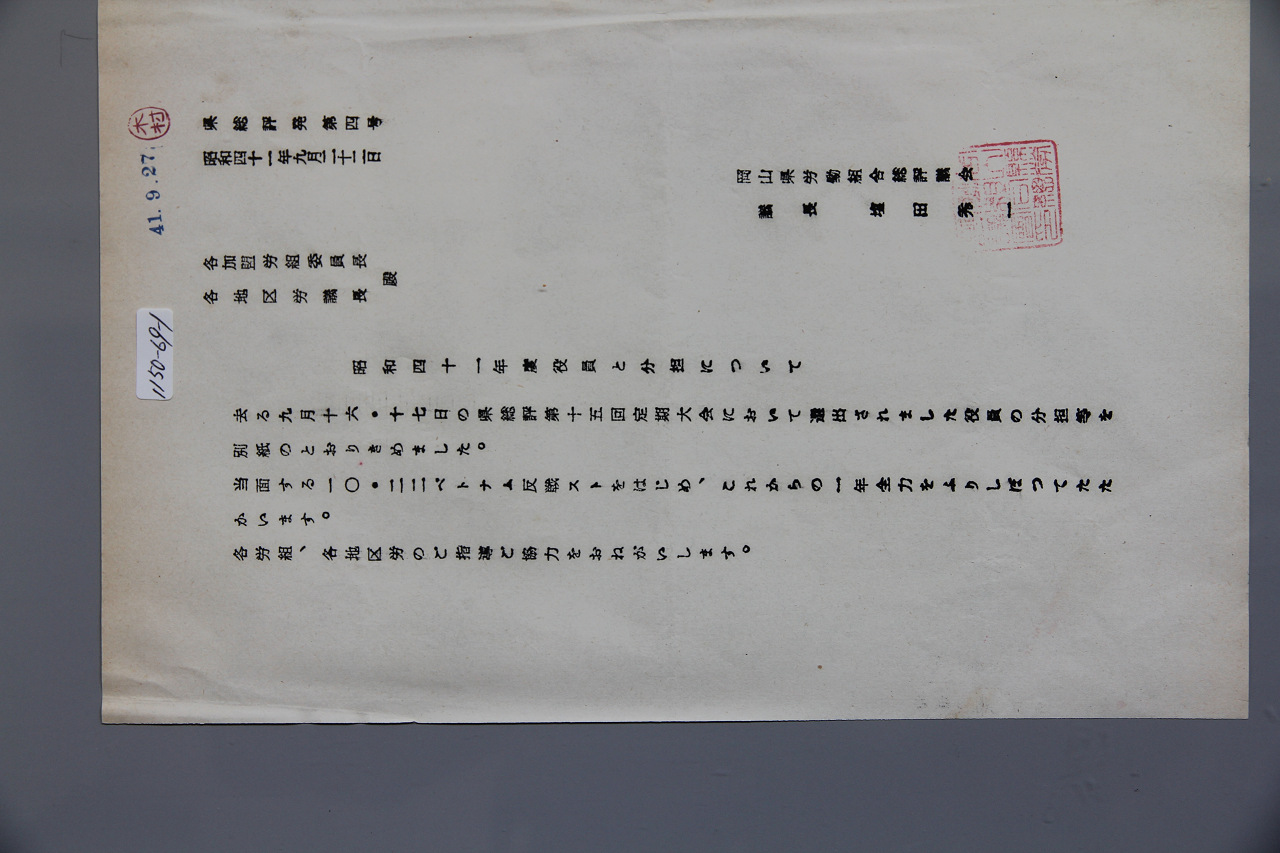 県総評発第四号
昭和四十一年九月二十二日
木村
41.9.27
岡山県労働組合総評議会
議長 壇田秀一
各加盟労組委員長
各地区労議長
殿
1150-69-1
昭和四十一年度役員と分担について
去る九月十六・十七日の県総評第十五回定期大会において選出されました役員の分担等を
別紙のとおりきめました。
当面する一〇・二一ベトナム反戦ストをはじめ、これからの一年全力をふりしぼつてたた
かいます。
各労組、各地区労のご指導ご協力をおねがいします。